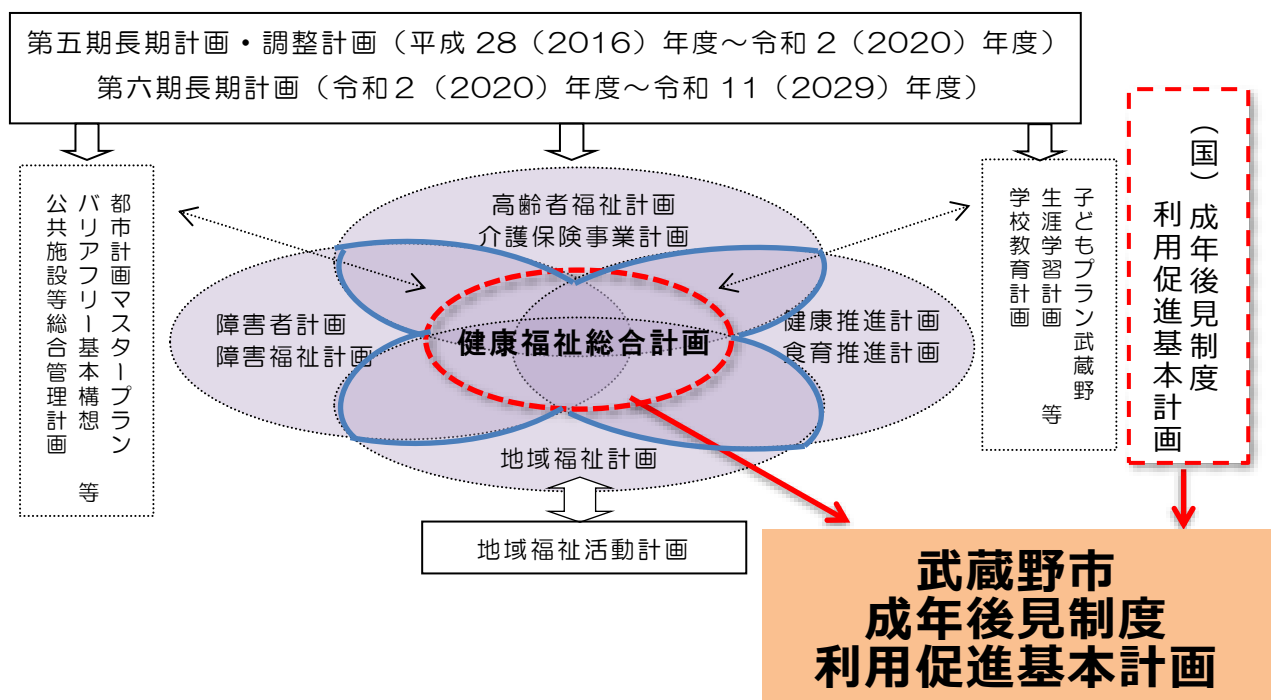 第五期長期計画・調整計画（平成 28（2016）年度～令和 2（2020）年度）
第六期長期計画（令和２（2020）年度～令和 11（2029）年度）
都市計画マスタープラン
バリアフリー基本構想　等
公共施設等総合管理計画
高齢者福祉計画
介護保険事業計画
障害者計画
障害福祉計画
健康福祉総合計画
健康推進計画
食育推進計画
地域福祉計画
地域福祉活動計画
子どもプラン武蔵野
生涯学習計画　等
学校教育計画
（国）成年後見制度
利用促進基本計画
武蔵野市
成年後見制度
利用促進基本計画